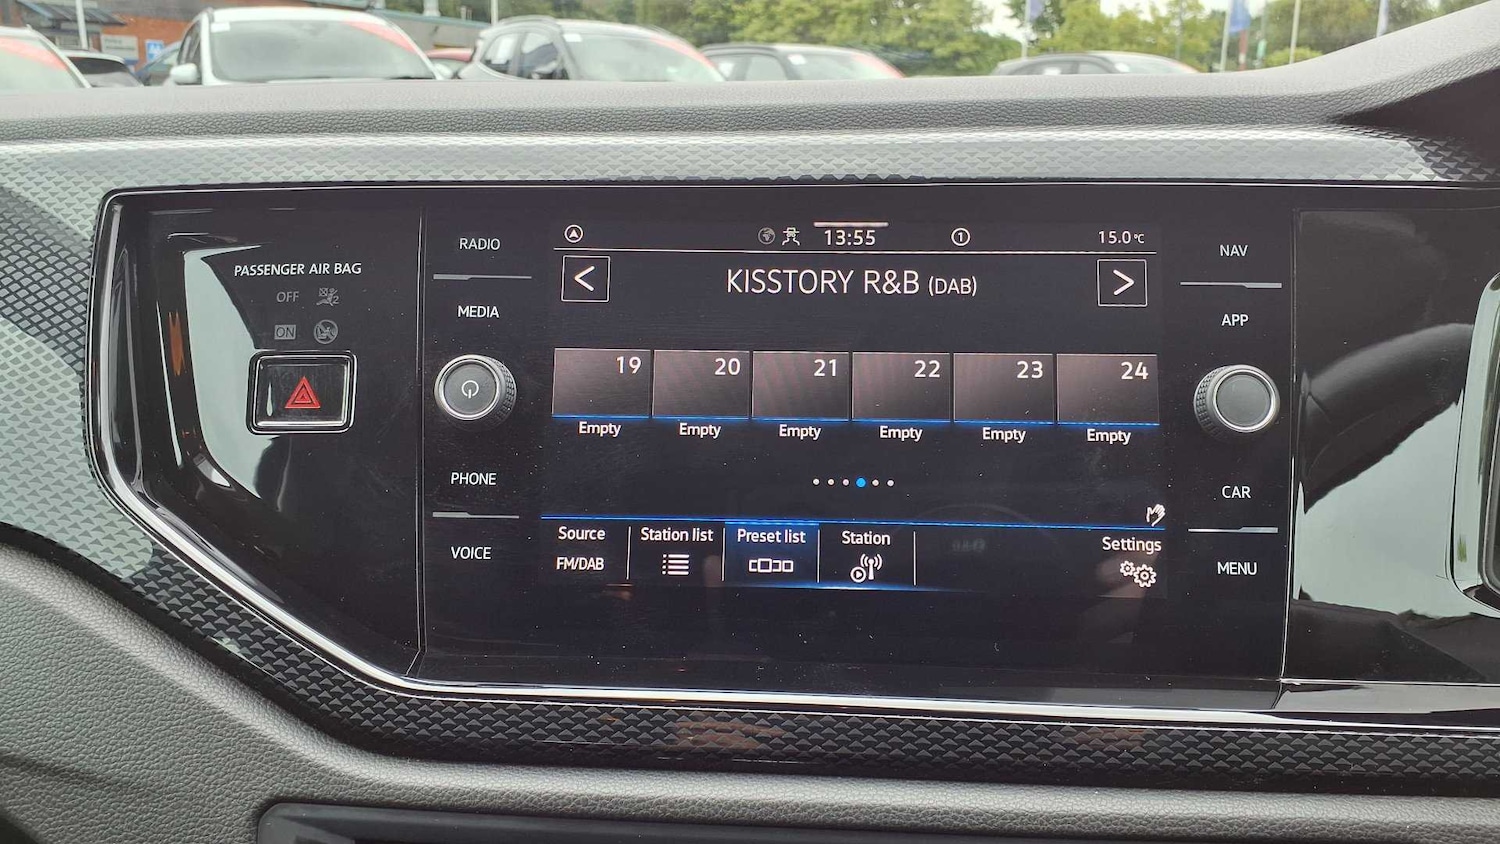 PASSENGER AIR BAG
OFF
2
ON
RADIO
MEDIA
PHONE
VOICE
13:55
1
15.0°C
< KISSTORY R&B (DAB) >
19 20 21 22 23 24
Empty Empty Empty Empty Empty Empty
Source Station list Preset list Station Settings
FM/DAB
NAV
APP
CAR
MENU